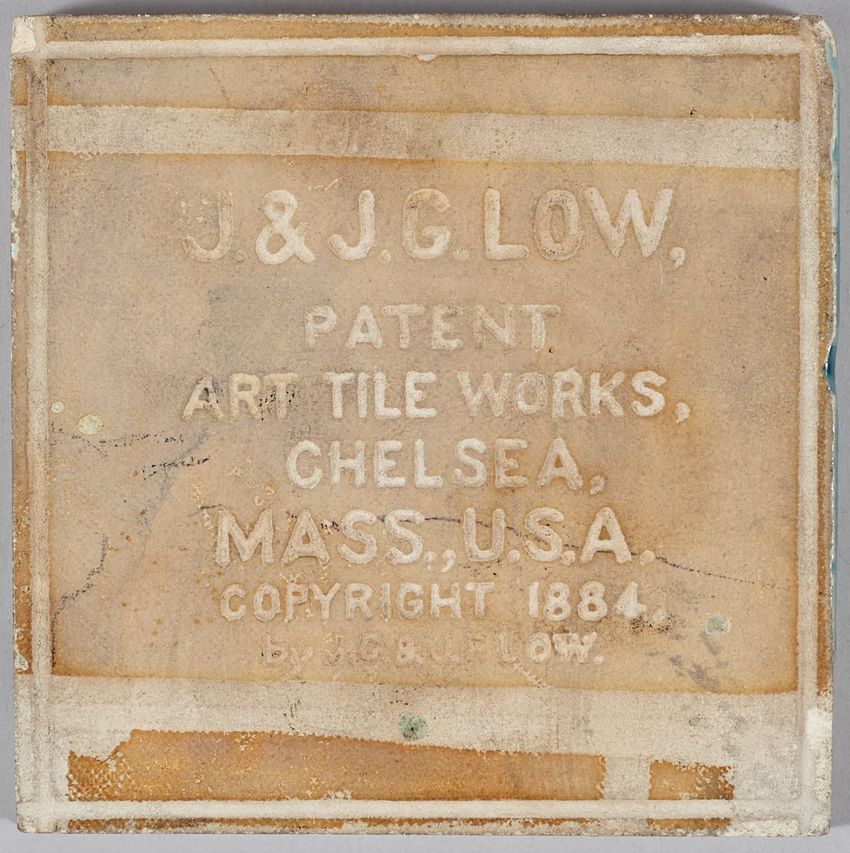 J. & J. G. LOW,
PATENT
ART TILE WORKS,
CHELSEA,
MASS., U.S.A.
COPYRIGHT 1884.
by J.G. & J.F. LOW.